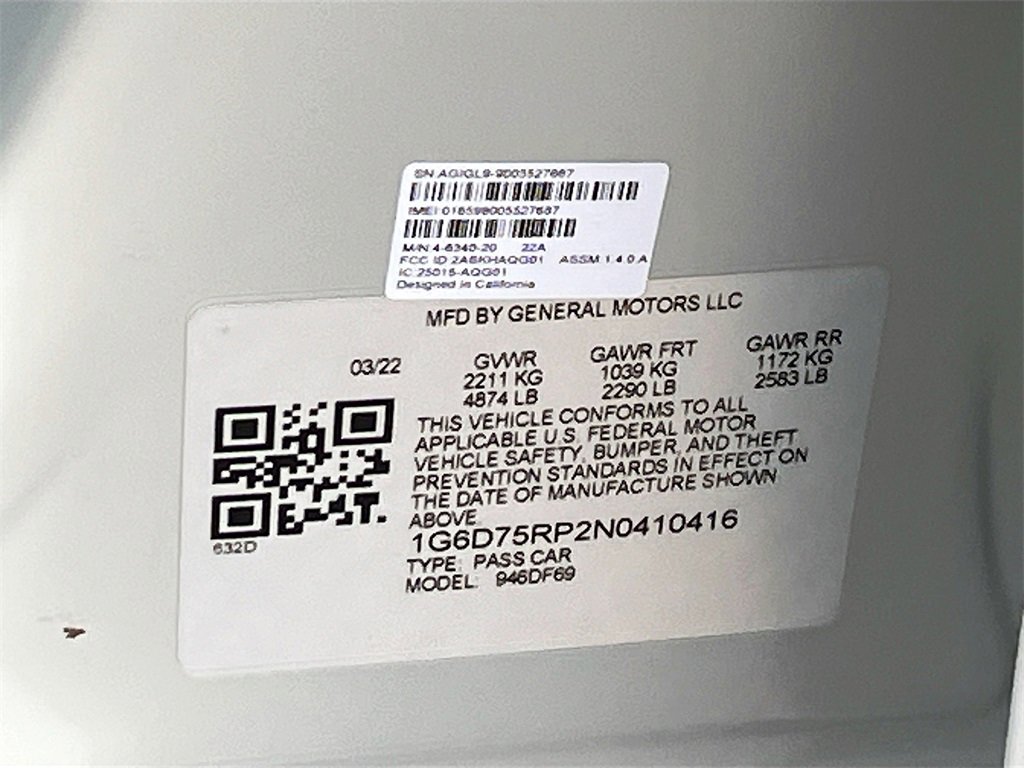 SN AGIGL9-9003527687
IMEI 016598005527687
M/N 4-6340-20 22A
FCC ID 2ASKHAQG01 ASSM 1.4.0.A
IC:25015-AQG01
Designed in California
MFD BY GENERAL MOTORS LLC
03/22 GVWR GAWR FRT GAWR RR
2211 KG 1039 KG 1172 KG
4874 LB 2290 LB 2583 LB
THIS VEHICLE CONFORMS TO ALL
APPLICABLE U.S. FEDERAL MOTOR
VEHICLE SAFETY, BUMPER, AND THEFT
PREVENTION STANDARDS IN EFFECT ON
THE DATE OF MANUFACTURE SHOWN
ABOVE.
1G6D75RP2N0410416
TYPE: PASS CAR
MODEL: 946DF69
632D